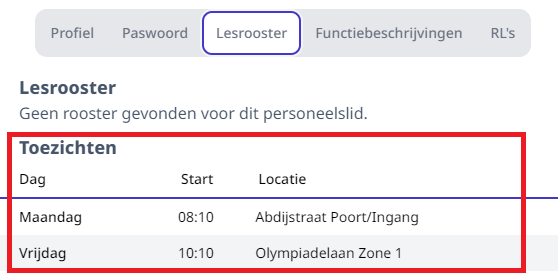 Profiel Paswoord Lesrooster Functiebeschrijvingen RL's
Lesrooster
Geen rooster gevonden voor dit personeelslid.
Toezichten
Dag Start Locatie
Maandag 08:10 Abdijstraat Poort/Ingang
Vrijdag 10:10 Olympiadelaan Zone 1